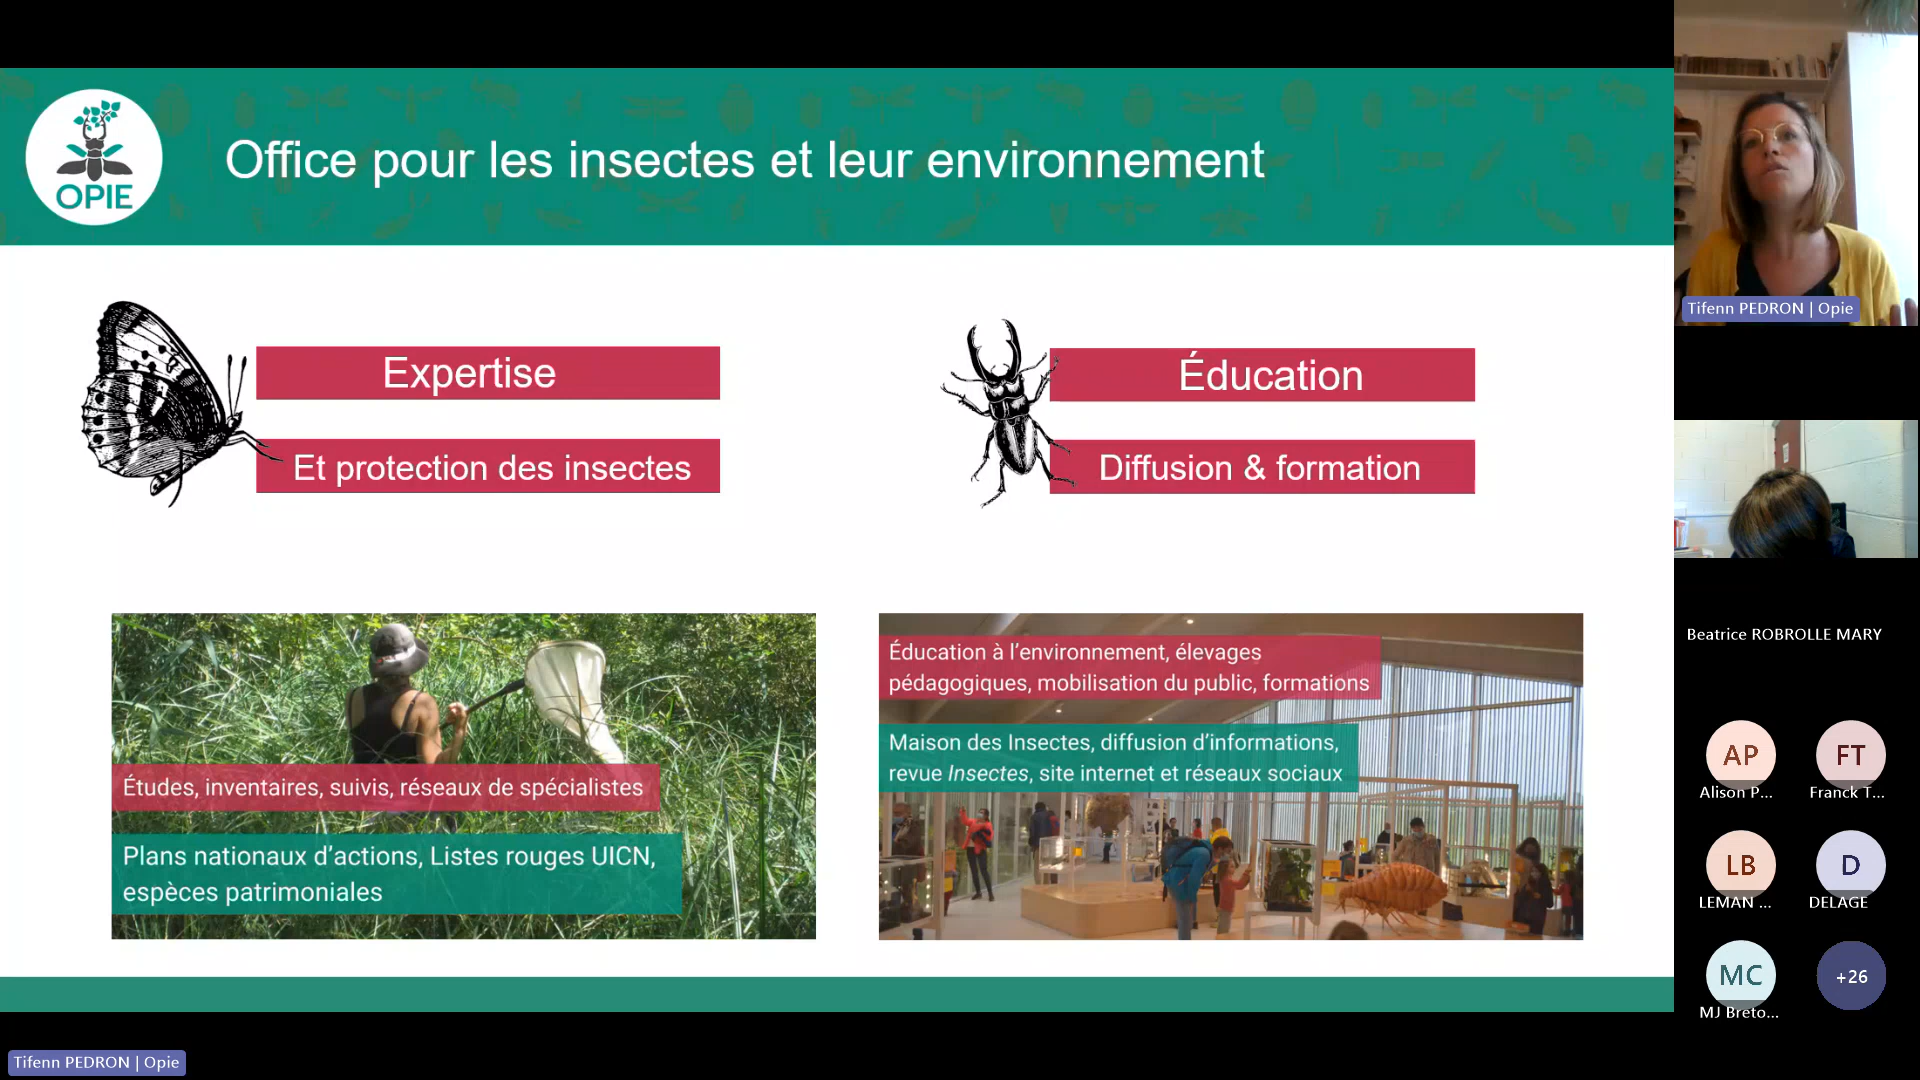 OPIE
Office pour les insectes et leur environnement
Expertise
Et protection des insectes
Éducation
Diffusion & formation
Études, inventaires, suivis, réseaux de spécialistes
Plans nationaux d'actions, Listes rouges UICN,
espèces patrimoniales
Éducation à l'environnement, élevages
pédagogiques, mobilisation du public, formations
Maison des Insectes, diffusion d'informations,
revue Insectes, site internet et réseaux sociaux
Tifenn PEDRON | Opie
Beatrice ROBROLLE MARY
AP
Alison P...
FT
Franck T...
LB
LEMAN ...
D
DELAGE
MC
MJ Breto...
+26
Tifenn PEDRON | Opie